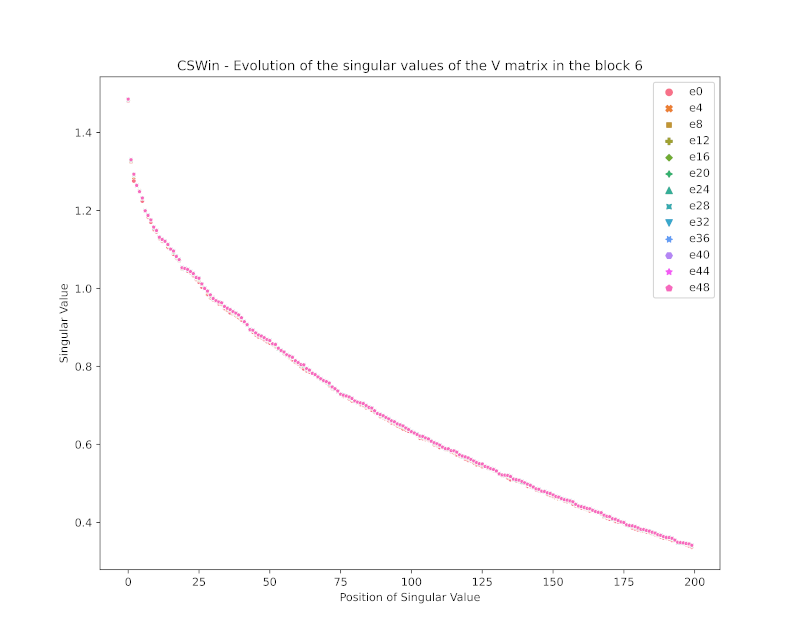 CSWin - Evolution of the singular values of the V matrix in the block 6
e0
e4
e8
e12
e16
e20
e24
e28
e32
e36
e40
e44
e48
1.4
1.2
1.0
0.8
0.6
0.4
Singular Value
0 25 50 75 100 125 150 175 200
Position of Singular Value